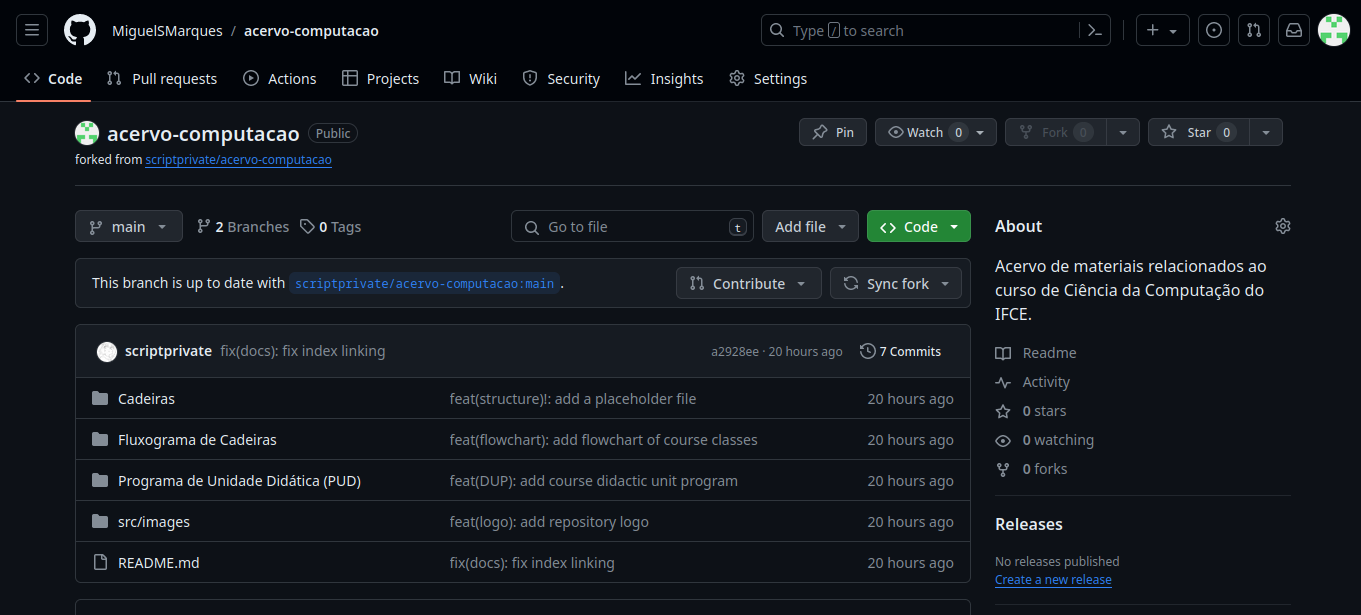 MiguelSMarques / acervo-computacao
Type / to search
Code Pull requests Actions Projects Wiki Security Insights Settings
acervo-computacao Public
Pin Watch 0 Fork 0 Star 0
forked from scriptprivate/acervo-computacao
main 2 Branches 0 Tags Go to file t Add file Code
This branch is up to date with scriptprivate/acervo-computacao:main .
Contribute Sync fork
scriptprivate fix(docs): fix index linking a2928ee · 20 hours ago 7 Commits
Cadeiras feat(structure)!: add a placeholder file 20 hours ago
Fluxograma de Cadeiras feat(flowchart): add flowchart of course classes 20 hours ago
Programa de Unidade Didática (PUD) feat(DUP): add course didactic unit program 20 hours ago
src/images feat(logo): add repository logo 20 hours ago
README.md fix(docs): fix index linking 20 hours ago
About
Acervo de materiais relacionados ao
curso de Ciência da Computação do
IFCE.
Readme
Activity
0 stars
0 watching
0 forks
Releases
No releases published
Create a new release